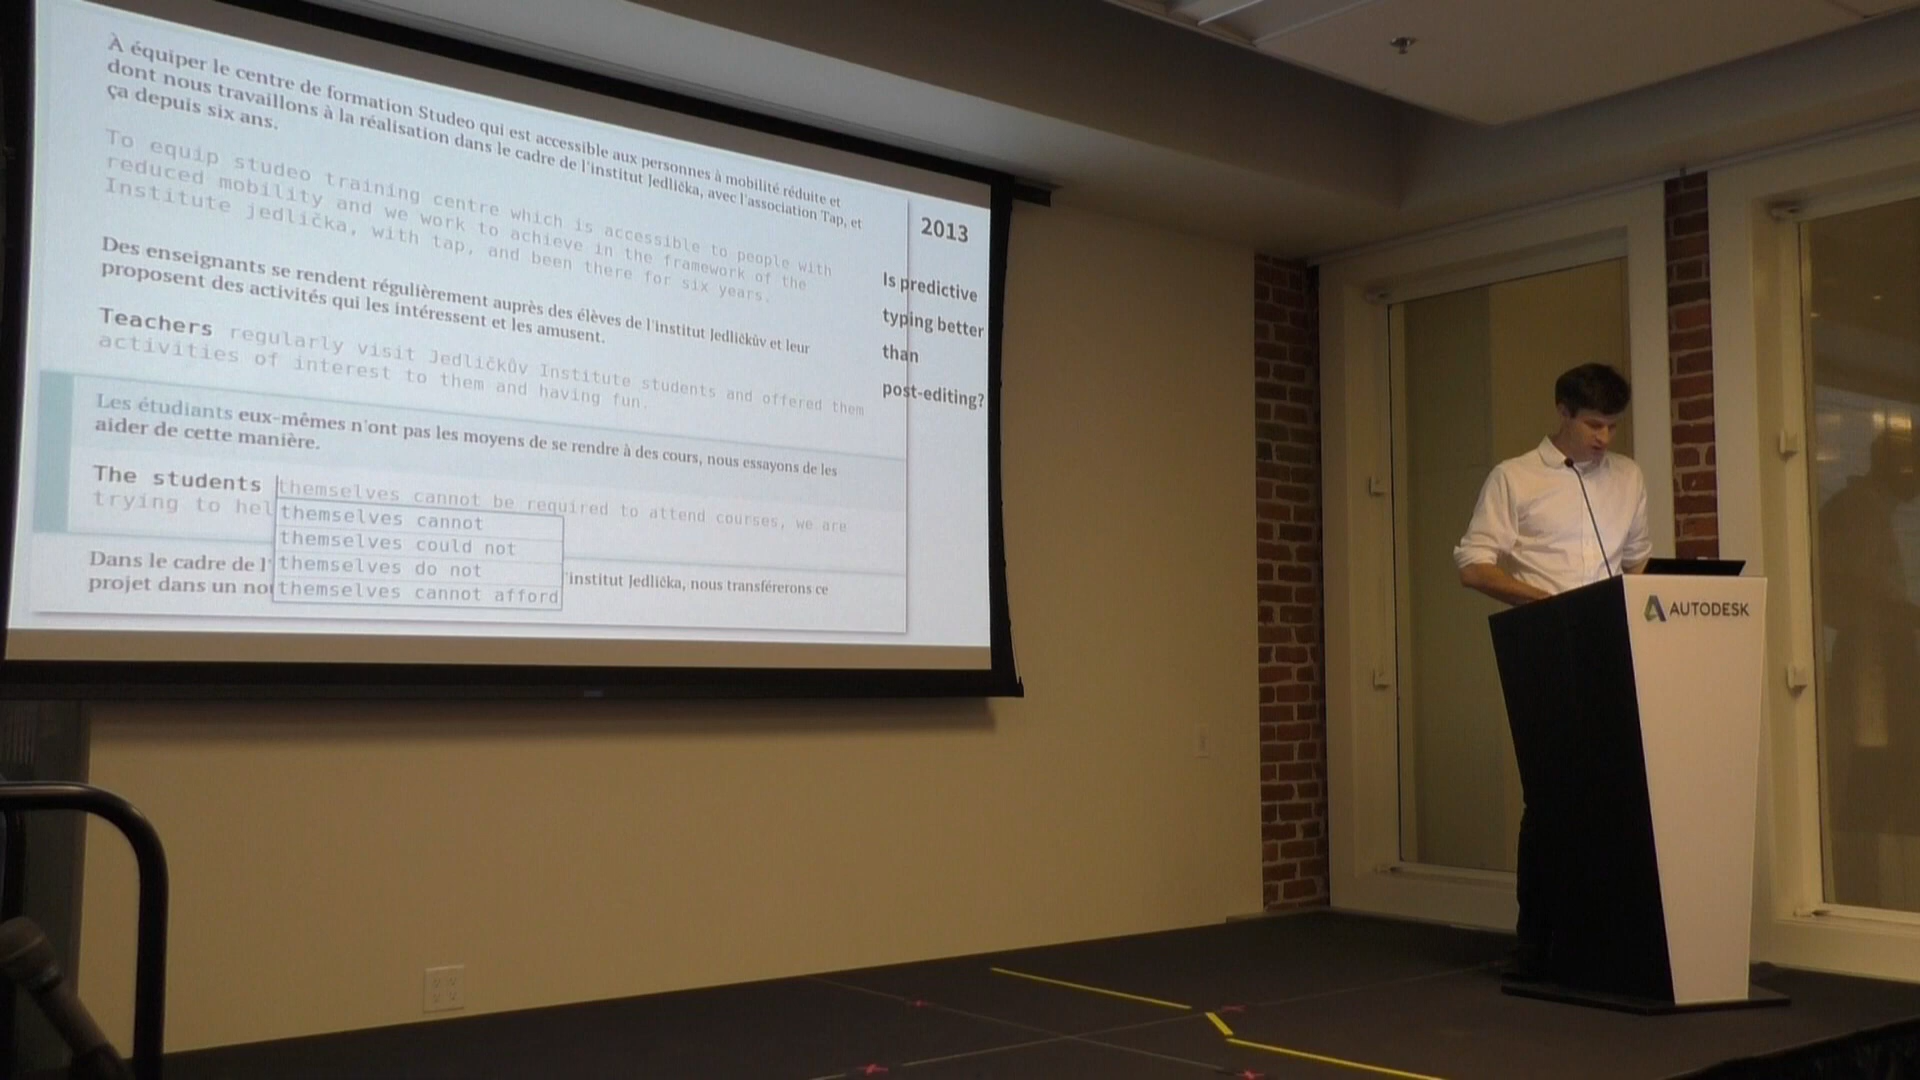 À équiper le centre de formation Studeo qui est accessible aux personnes à mobilité réduite et
dont nous travaillons à la réalisation dans le cadre de l'institut Jedlička, avec l'association Tap, et
ça depuis six ans.
To equip studeo training centre which is accessible to people with
reduced mobility and we work to achieve in the framework of the
Institute jedlička, with tap, and been there for six years.
Des enseignants se rendent régulièrement auprès des élèves de l'institut Jedličkův et leur
proposent des activités qui les intéressent et les amusent.
Teachers regularly visit Jedličkův Institute students and offered them
activities of interest to them and having fun.
Les étudiants eux-mêmes n'ont pas les moyens de se rendre à des cours, nous essayons de les
aider de cette manière.
The students themselves cannot be required to attend courses, we are
trying to hel
themselves cannot
themselves could not
themselves do not
themselves cannot afford
Dans le cadre de l' 'institut Jedlička, nous transférerons ce
projet dans un no
2013
Is predictive
typing better
than
post-editing?
AUTODESK